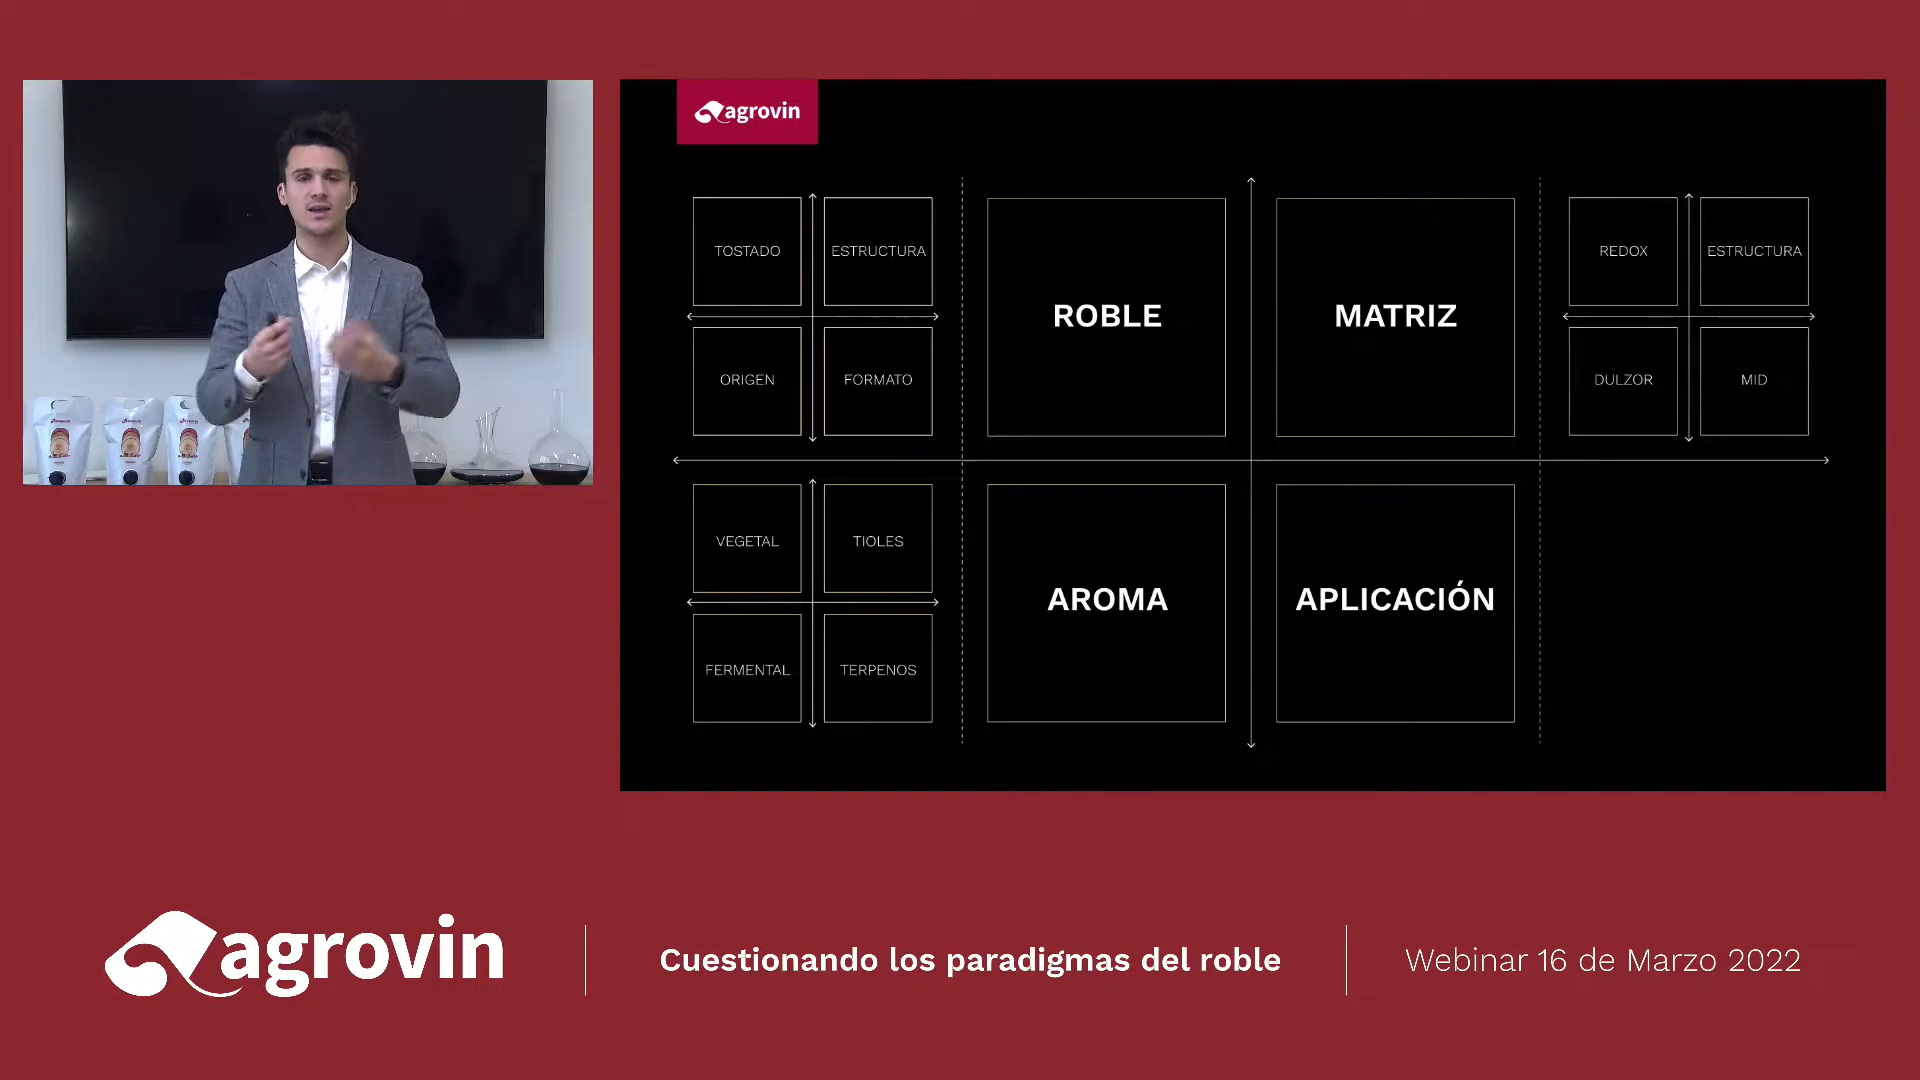 agrovin
TOSTADO
ESTRUCTURA
ORIGEN
FORMATO
ROBLE
MATRIZ
REDOX
ESTRUCTURA
DULZOR
MID
VEGETAL
TIOLES
FERMENTAL
TERPENOS
AROMA
APLICACIÓN
agrovin
Cuestionando los paradigmas del roble
Webinar 16 de Marzo 2022